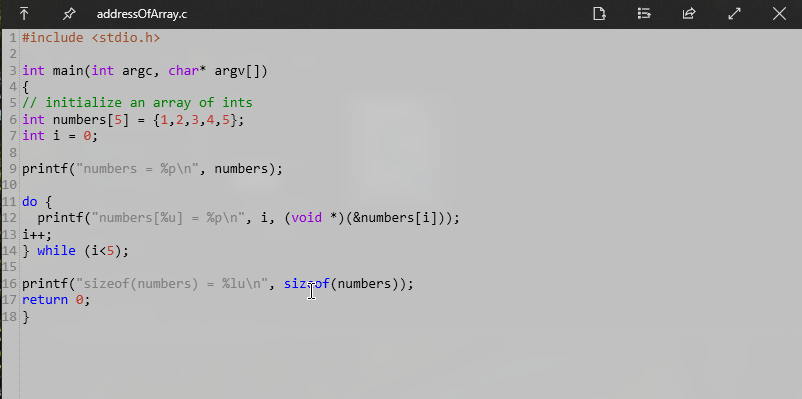 addressOfArray.c
1 #include <stdio.h>
2
3 int main(int argc, char* argv[])
4 {
5 // initialize an array of ints
6 int numbers[5] = {1,2,3,4,5};
7 int i = 0;
8
9 printf("numbers = %p\n", numbers);
10
11 do {
12   printf("numbers[%u] = %p\n", i, (void *)(&numbers[i]));
13 i++;
14 } while (i<5);
15
16 printf("sizeof(numbers) = %lu\n", sizeof(numbers));
17 return 0;
18 }